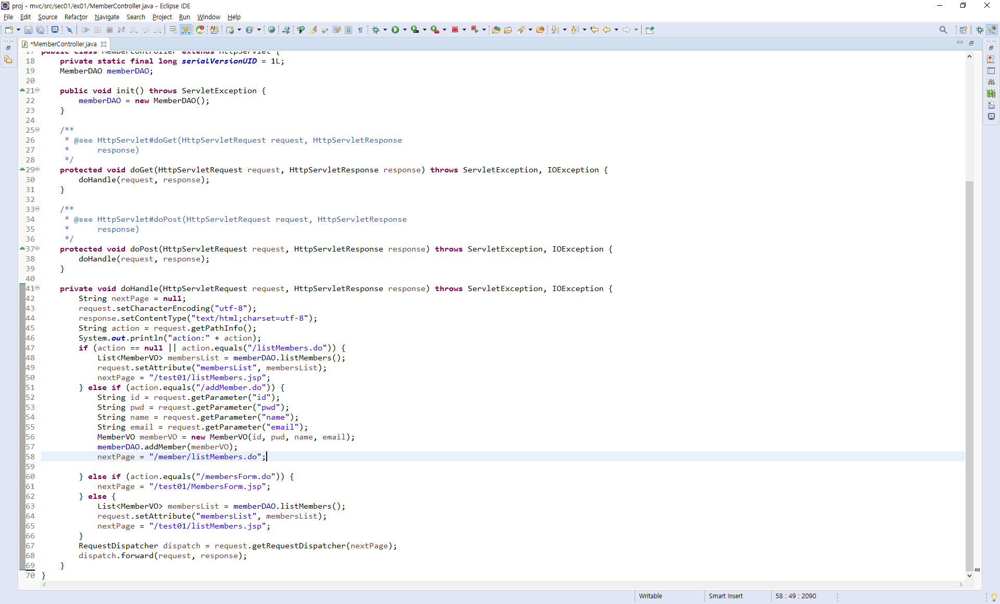 proj - mvc/src/sec01/ex01/MemberController.java - Eclipse IDE
File Edit Source Refactor Navigate Search Project Run Window Help
*MemberController.java
17 public class MemberController extends HttpServlet {
18     private static final long serialVersionUID = 1L;
19     MemberDAO memberDAO;
20
21     public void init() throws ServletException {
22         memberDAO = new MemberDAO();
23     }
24
25     /**
26      * @see HttpServlet#doGet(HttpServletRequest request, HttpServletResponse
27      *      response)
28      */
29     protected void doGet(HttpServletRequest request, HttpServletResponse response) throws ServletException, IOException {
30         doHandle(request, response);
31     }
32
33     /**
34      * @see HttpServlet#doPost(HttpServletRequest request, HttpServletResponse
35      *      response)
36      */
37     protected void doPost(HttpServletRequest request, HttpServletResponse response) throws ServletException, IOException {
38         doHandle(request, response);
39     }
40
41     private void doHandle(HttpServletRequest request, HttpServletResponse response) throws ServletException, IOException {
42         String nextPage = null;
43         request.setCharacterEncoding("utf-8");
44         response.setContentType("text/html;charset=utf-8");
45         String action = request.getPathInfo();
46         System.out.println("action:" + action);
47         if (action == null || action.equals("/listMembers.do")) {
48             List<MemberVO> membersList = memberDAO.listMembers();
49             request.setAttribute("membersList", membersList);
50             nextPage = "/test01/listMembers.jsp";
51         } else if (action.equals("/addMember.do")) {
52             String id = request.getParameter("id");
53             String pwd = request.getParameter("pwd");
54             String name = request.getParameter("name");
55             String email = request.getParameter("email");
56             MemberVO memberVO = new MemberVO(id, pwd, name, email);
57             memberDAO.addMember(memberVO);
58             nextPage = "/member/listMembers.do";
59
60         } else if (action.equals("/membersForm.do")) {
61             nextPage = "/test01/MembersForm.jsp";
62         } else {
63             List<MemberVO> membersList = memberDAO.listMembers();
64             request.setAttribute("membersList", membersList);
65             nextPage = "/test01/listMembers.jsp";
66         }
67         RequestDispatcher dispatch = request.getRequestDispatcher(nextPage);
68         dispatch.forward(request, response);
69     }
70 }
Writable Smart Insert 58 : 49 : 2090